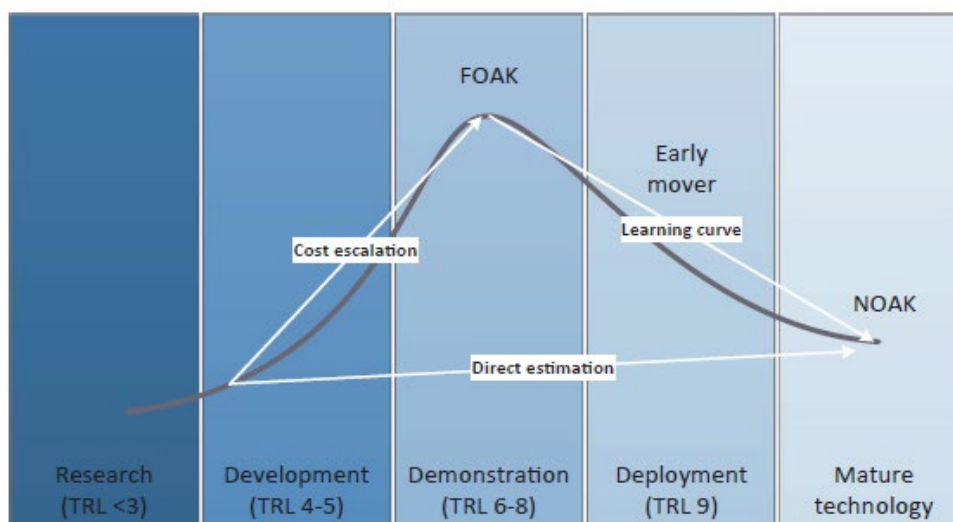 FOAK
Early
mover
Learning curve
Cost escalation
NOAK
Direct estimation
Research
(TRL <3)
Development
(TRL 4-5)
Demonstration
(TRL 6-8)
Deployment
(TRL 9)
Mature
technology